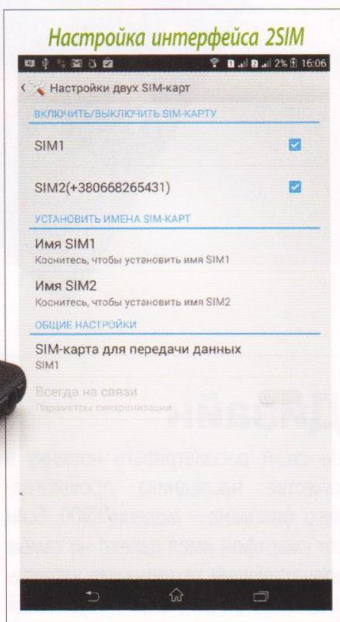 Настройка интерфейса 2SIM
2% 16:06
Настройки двух SIM-карт
ВКЛЮЧИТЬ/ВЫКЛЮЧИТЬ SIM-КАРТУ
SIM1
SIM2(+380668265431)
УСТАНОВИТЬ ИМЕНА SIM-КАРТ
Имя SIM1
Коснитесь, чтобы установить имя SIM1
Имя SIM2
Коснитесь, чтобы установить имя SIM2
ОБЩИЕ НАСТРОЙКИ
SIM-карта для передачи данных
SIM1
Всегда на связи
Параметры синхронизации